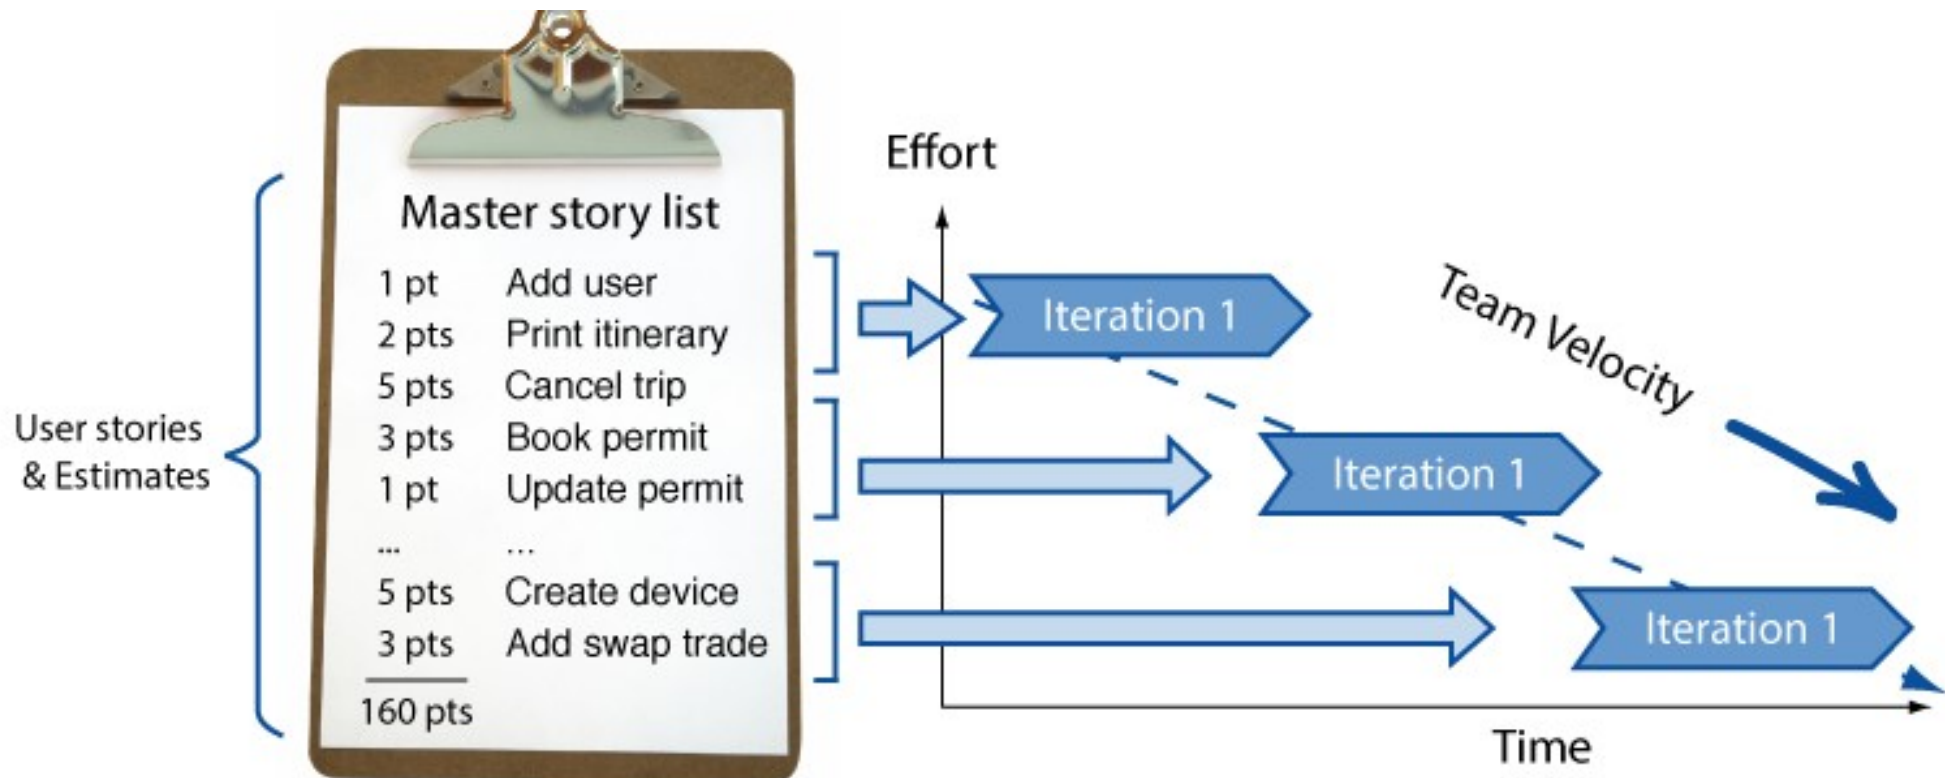 User stories
& Estimates
Master story list
1 pt Add user
2 pts Print itinerary
5 pts Cancel trip
3 pts Book permit
1 pt Update permit
... ...
5 pts Create device
3 pts Add swap trade
160 pts
Effort
Iteration 1
Iteration 1
Iteration 1
Team Velocity
Time